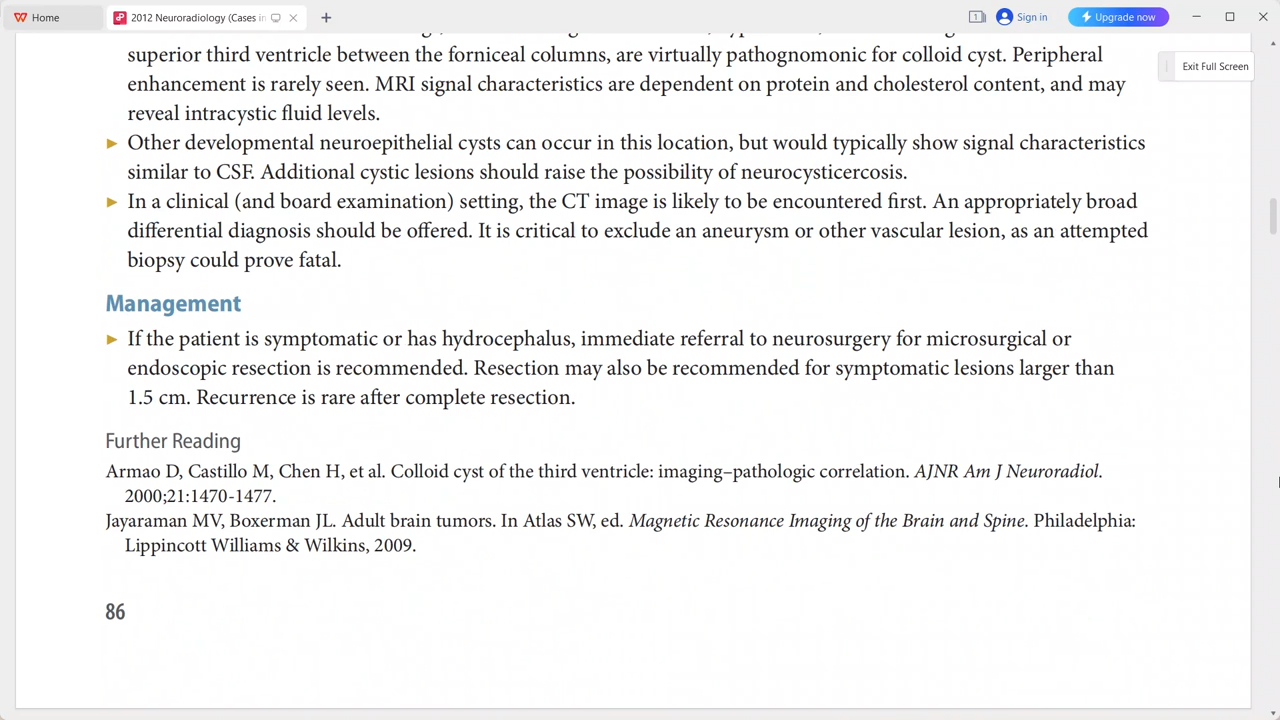 Home
2012 Neuroradiology (Cases in
Sign in
Upgrade now
Exit Full Screen
superior third ventricle between the forniceal columns, are virtually pathognomonic for colloid cyst. Peripheral
enhancement is rarely seen. MRI signal characteristics are dependent on protein and cholesterol content, and may
reveal intracystic fluid levels.
► Other developmental neuroepithelial cysts can occur in this location, but would typically show signal characteristics
similar to CSF. Additional cystic lesions should raise the possibility of neurocysticercosis.
► In a clinical (and board examination) setting, the CT image is likely to be encountered first. An appropriately broad
differential diagnosis should be offered. It is critical to exclude an aneurysm or other vascular lesion, as an attempted
biopsy could prove fatal.
Management
► If the patient is symptomatic or has hydrocephalus, immediate referral to neurosurgery for microsurgical or
endoscopic resection is recommended. Resection may also be recommended for symptomatic lesions larger than
1.5 cm. Recurrence is rare after complete resection.
Further Reading
Armao D, Castillo M, Chen H, et al. Colloid cyst of the third ventricle: imaging–pathologic correlation. AJNR Am J Neuroradiol.
2000;21:1470-1477.
Jayaraman MV, Boxerman JL. Adult brain tumors. In Atlas SW, ed. Magnetic Resonance Imaging of the Brain and Spine. Philadelphia:
Lippincott Williams & Wilkins, 2009.
86